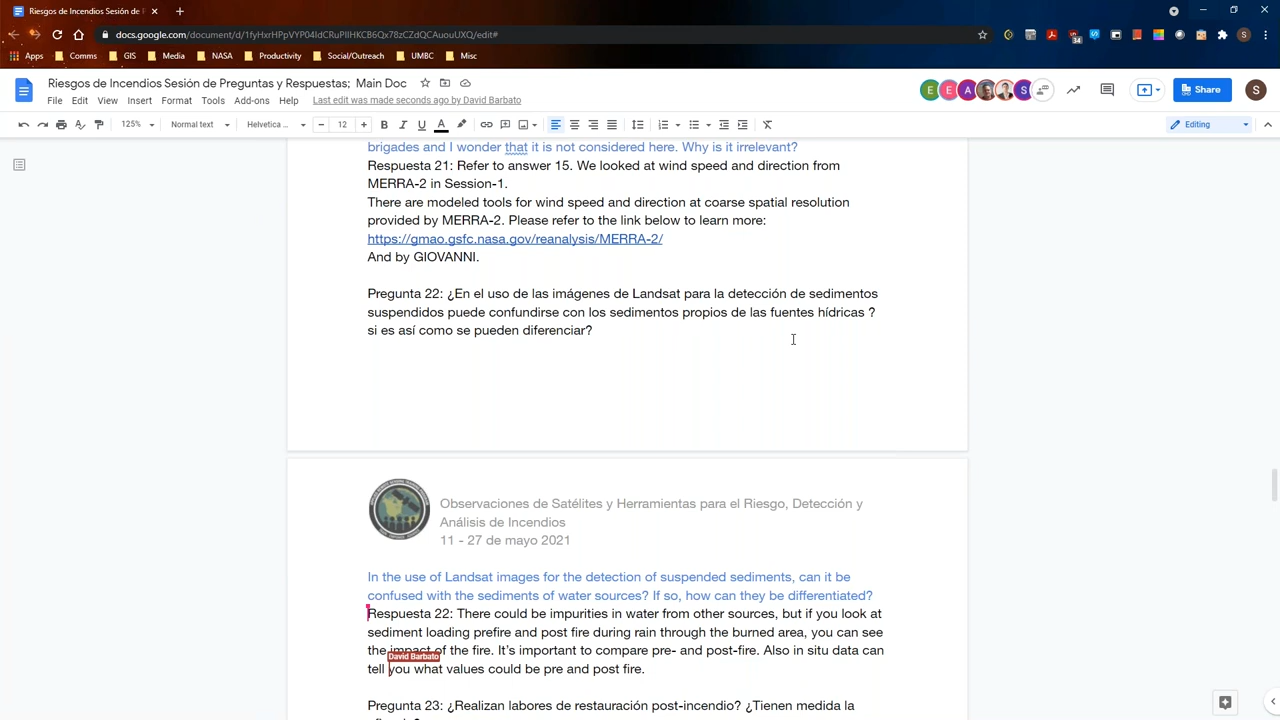 Riesgos de Incendios Sesión de P
docs.google.com/document/d/1fyHxrHPpVYP04IdCRuPllHKCB6Qx78zCZdQCAuouUXQ/edit#
Apps Comms GIS Media NASA Productivity Social/Outreach UMBC Misc
Riesgos de Incendios Sesión de Preguntas y Respuestas; Main Doc
File Edit View Insert Format Tools Add-ons Help Last edit was made seconds ago by David Barbato
E E A S Share S
125% Normal text Helvetica ... 12 B I U A Editing
brigades and I wonder that it is not considered here. Why is it irrelevant?
Respuesta 21: Refer to answer 15. We looked at wind speed and direction from
MERRA-2 in Session-1.
There are modeled tools for wind speed and direction at coarse spatial resolution
provided by MERRA-2. Please refer to the link below to learn more:
https://gmao.gsfc.nasa.gov/reanalysis/MERRA-2/
And by GIOVANNI.
Pregunta 22: ¿En el uso de las imágenes de Landsat para la detección de sedimentos
suspendidos puede confundirse con los sedimentos propios de las fuentes hídricas ?
si es así como se pueden diferenciar?
Observaciones de Satélites y Herramientas para el Riesgo, Detección y
Análisis de Incendios
11 - 27 de mayo 2021
In the use of Landsat images for the detection of suspended sediments, can it be
confused with the sediments of water sources? If so, how can they be differentiated?
Respuesta 22: There could be impurities in water from other sources, but if you look at
sediment loading prefire and post fire during rain through the burned area, you can see
the impact of the fire. It's important to compare pre- and post-fire. Also in situ data can
David Barbato
tell you what values could be pre and post fire.
Pregunta 23: ¿Realizan labores de restauración post-incendio? ¿Tienen medida la